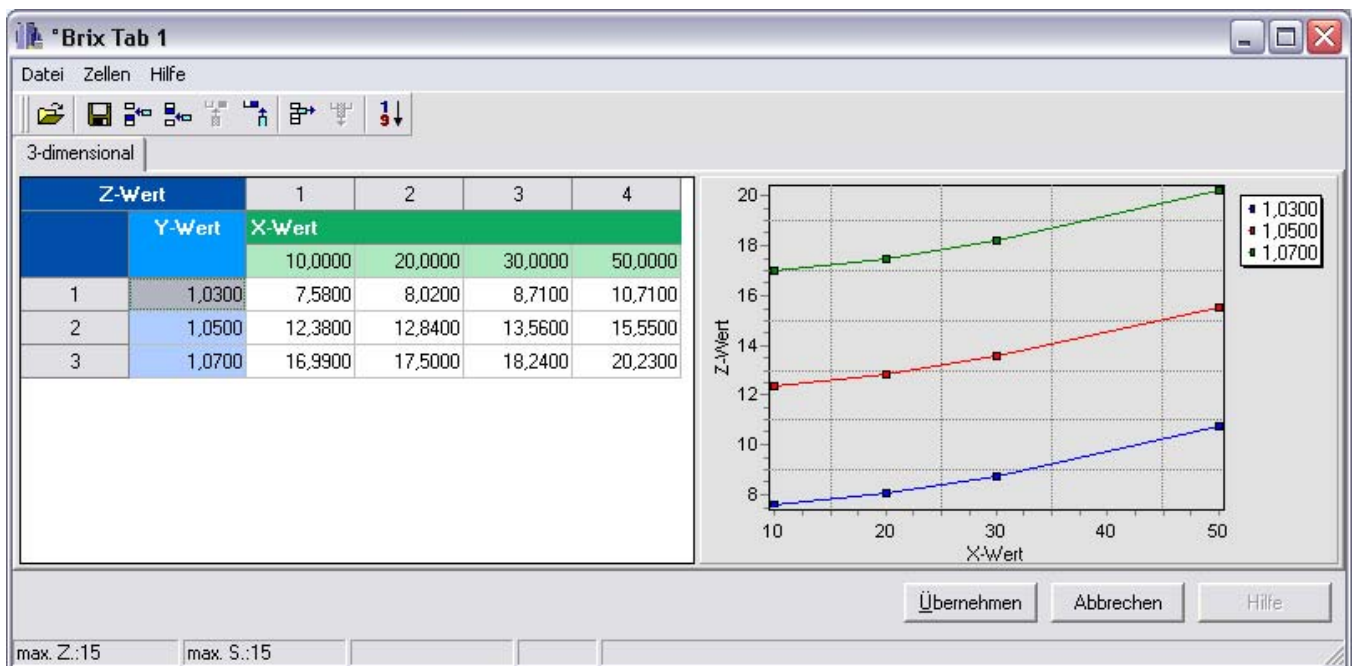 °Brix Tab 1
Datei Zellen Hilfe
3-dimensional
Z-Wert 1 2 3 4
Y-Wert X-Wert
10,0000 20,0000 30,0000 50,0000
1 1,0300 7,5800 8,0200 8,7100 10,7100
2 1,0500 12,3800 12,8400 13,5600 15,5500
3 1,0700 16,9900 17,5000 18,2400 20,2300
20
18
16
14
12
10
8
Z-Wert
10 20 30 40 50
X-Wert
1,0300
1,0500
1,0700
Übernehmen Abbrechen Hilfe
max. Z.:15 max. S.:15